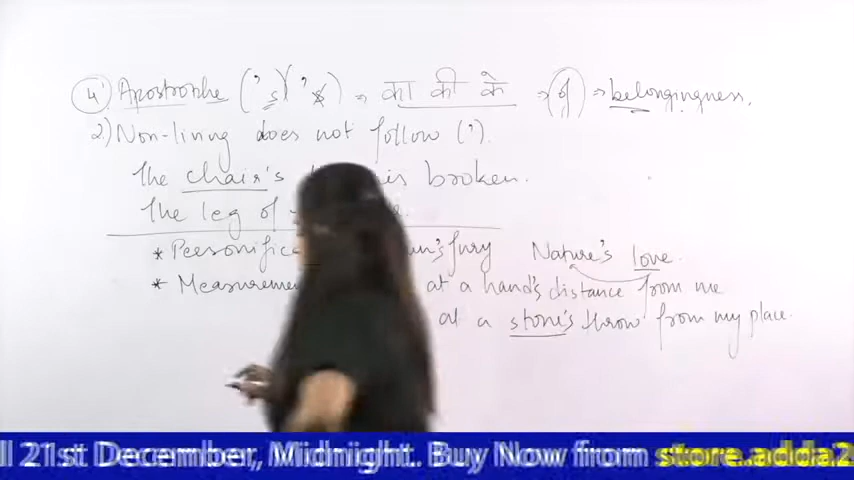 4) Apostrophe ('s) (s') → का की के → (of) → belongingness.
2) Non-living does not follow (').
The chair's is broken.
The leg of
* fury Nature's love.
* at a hand's distance from me
at a stone's throw from my place.
ll 21st December, Midnight. Buy Now from store.adda2